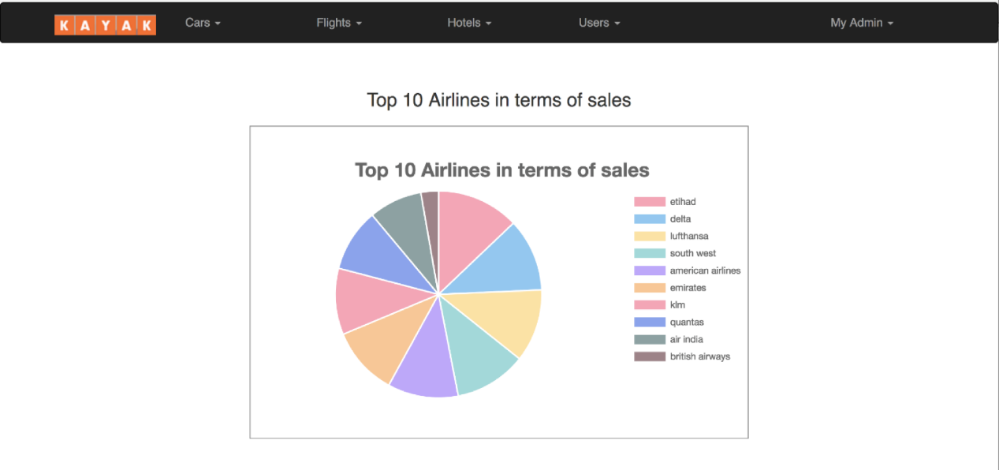 KAYAK Cars Flights Hotels Users My Admin
Top 10 Airlines in terms of sales
Top 10 Airlines in terms of sales
etihad
delta
lufthansa
south west
american airlines
emirates
klm
quantas
air india
british airways